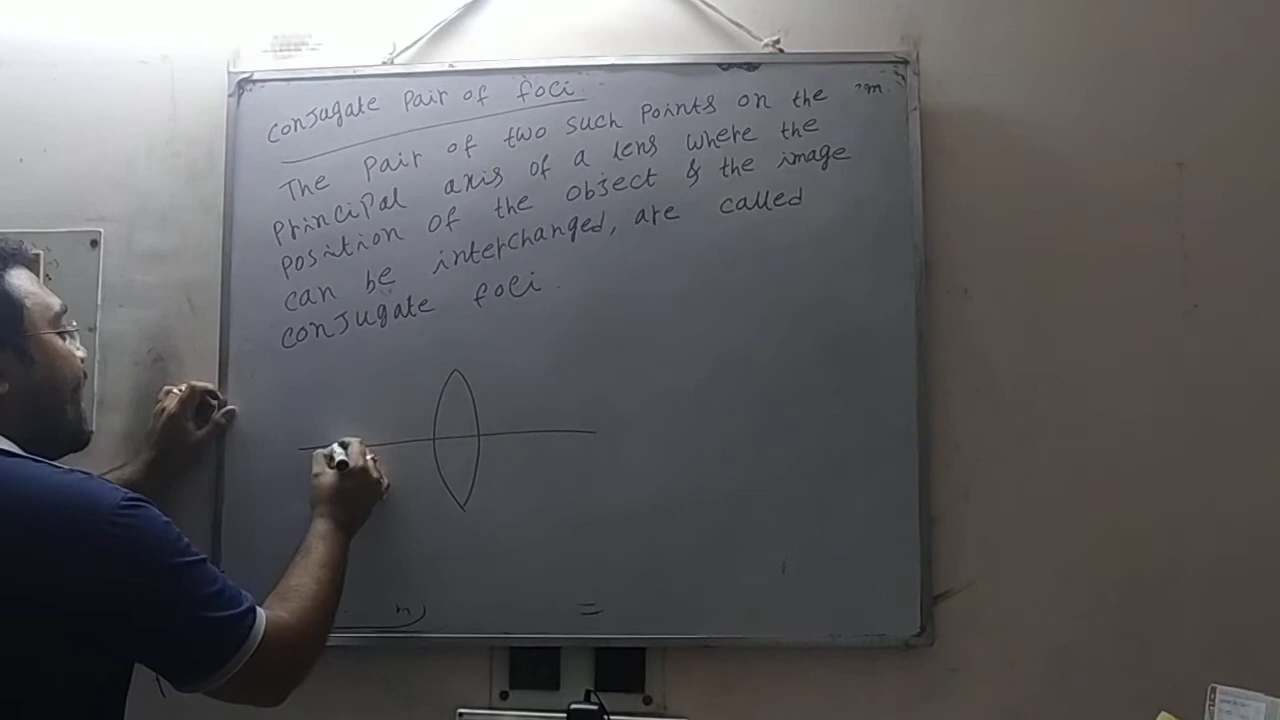 Conjugate Pair of foci
The pair of two such points on the
principal axis of a lens where the
position of the object & the image
can be interchanged, are called
conjugate foci.